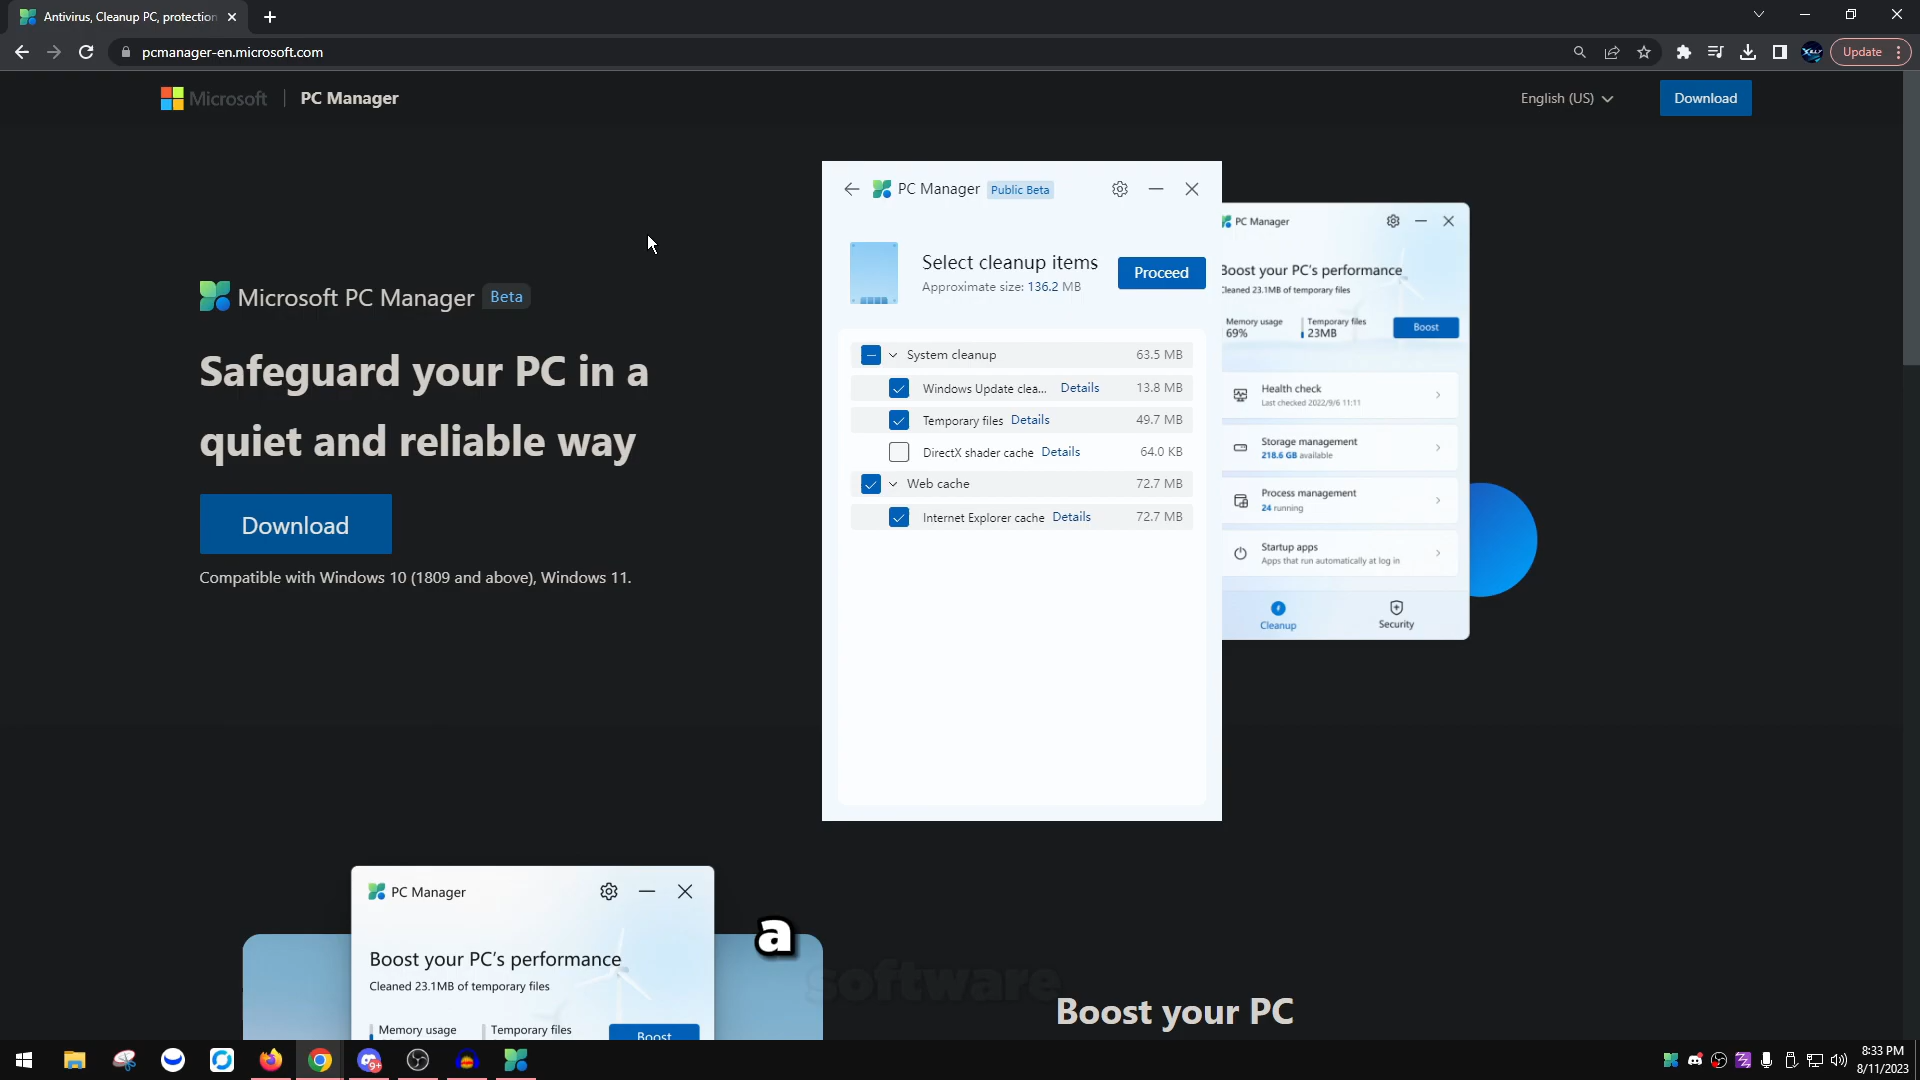 Antivirus, Cleanup PC, protection
pcmanager-en.microsoft.com
Update
Microsoft | PC Manager
English (US)
Download
Microsoft PC Manager Beta
Safeguard your PC in a
quiet and reliable way
Download
Compatible with Windows 10 (1809 and above), Windows 11.
PC Manager Public Beta
Select cleanup items
Approximate size: 136.2 MB
Proceed
System cleanup 63.5 MB
Windows Update clea... Details 13.8 MB
Temporary files Details 49.7 MB
DirectX shader cache Details 64.0 KB
Web cache 72.7 MB
Internet Explorer cache Details 72.7 MB
PC Manager
Boost your PC's performance
Cleaned 23.1MB of temporary files
Memory usage
69%
Temporary files
23MB
Boost
Health check
Last checked 2022/9/6 11:11
Storage management
218.6 GB available
Process management
24 running
Startup apps
Apps that run automatically at log in
Cleanup
Security
PC Manager
Boost your PC's performance
Cleaned 23.1MB of temporary files
Memory usage
Temporary files
Boost
a
software
Boost your PC
9+
8:33 PM
8/11/2023